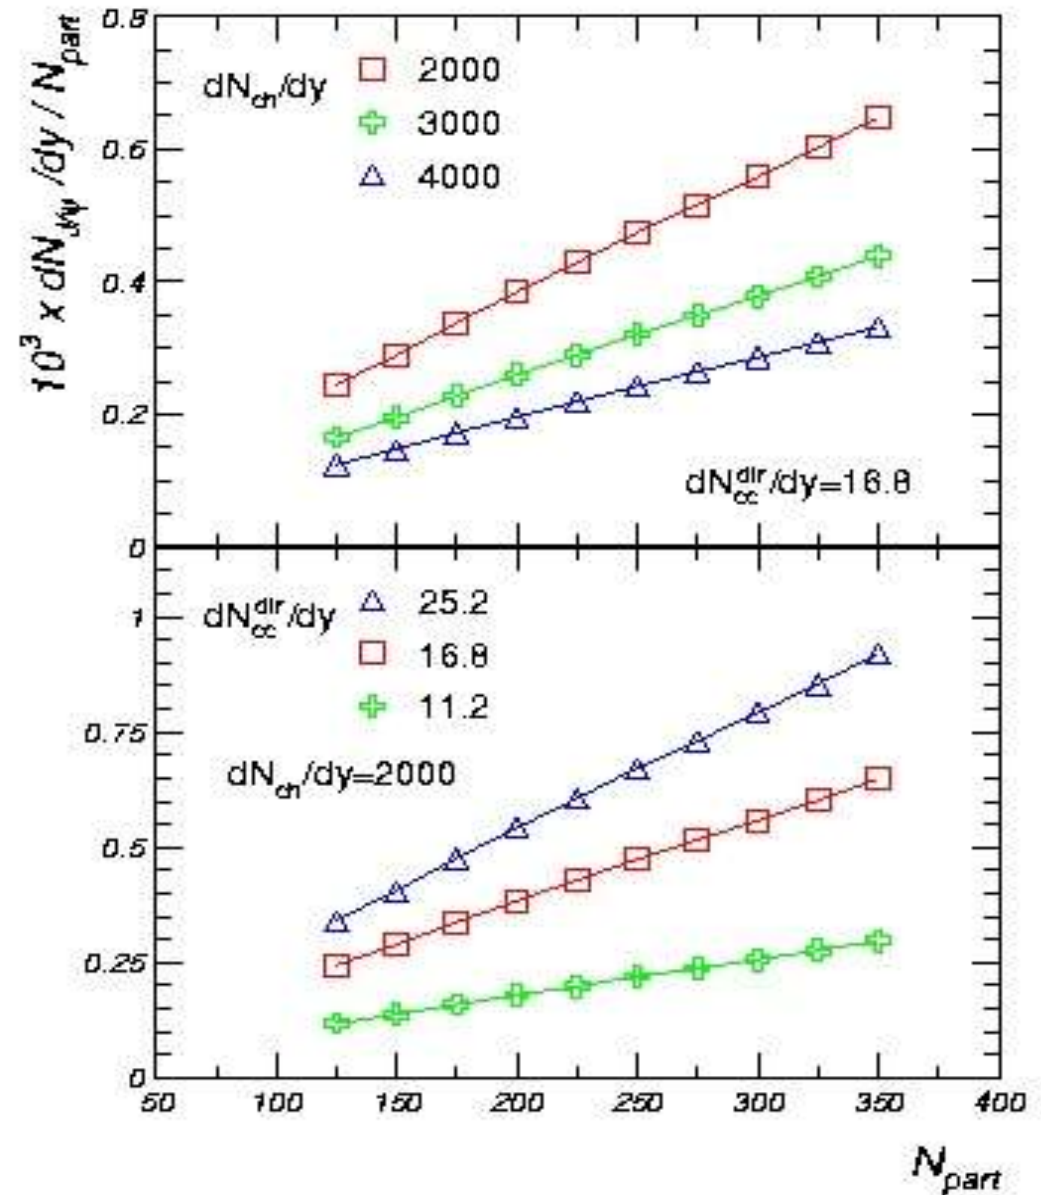 10³ x dN_J/ψ /dy / N_part
0.8
0.6
0.4
0.2
0
dN_ch/dy
2000
3000
4000
dN_cc^dir/dy=16.8
1
0.75
0.5
0.25
0
dN_cc^dir/dy
25.2
16.8
11.2
dN_ch/dy=2000
50 100 150 200 250 300 350 400
N_part